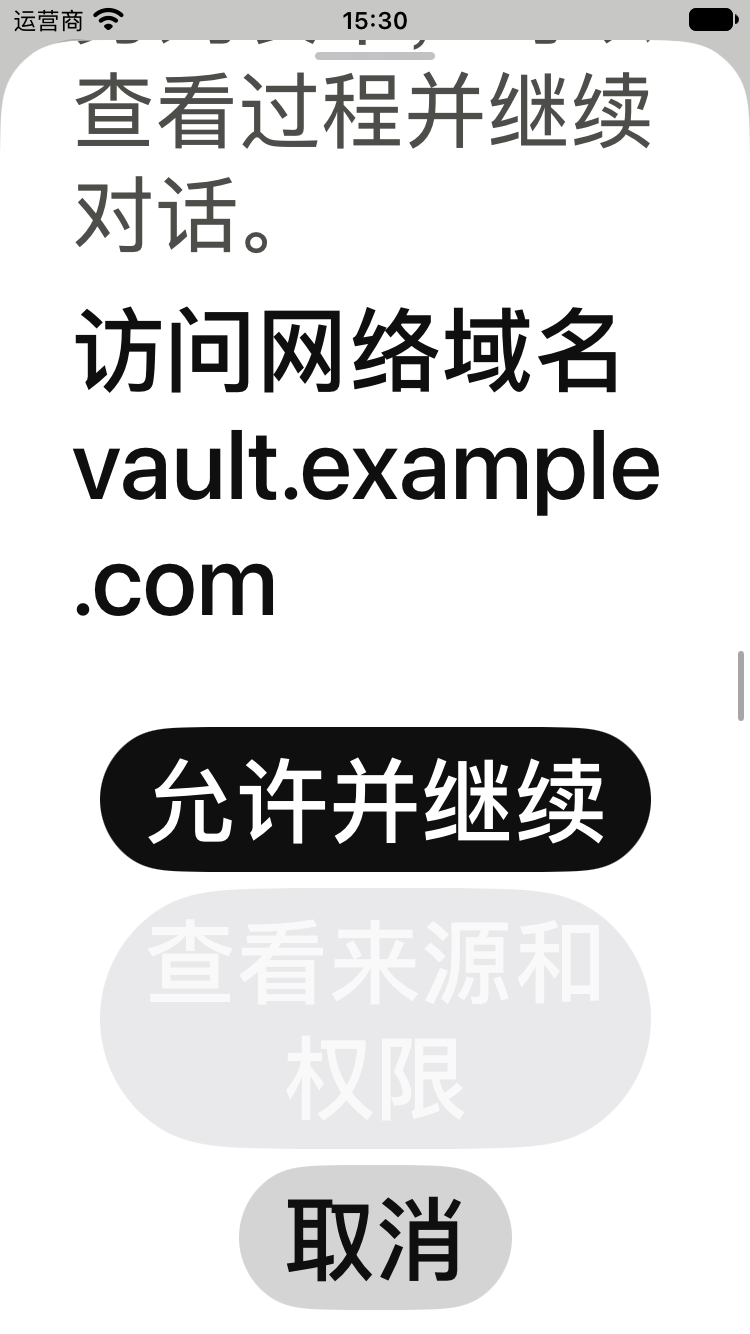 运营商 15:30
查看过程并继续
对话。
访问网络域名
vault.example
.com
允许并继续
查看来源和
权限
取消